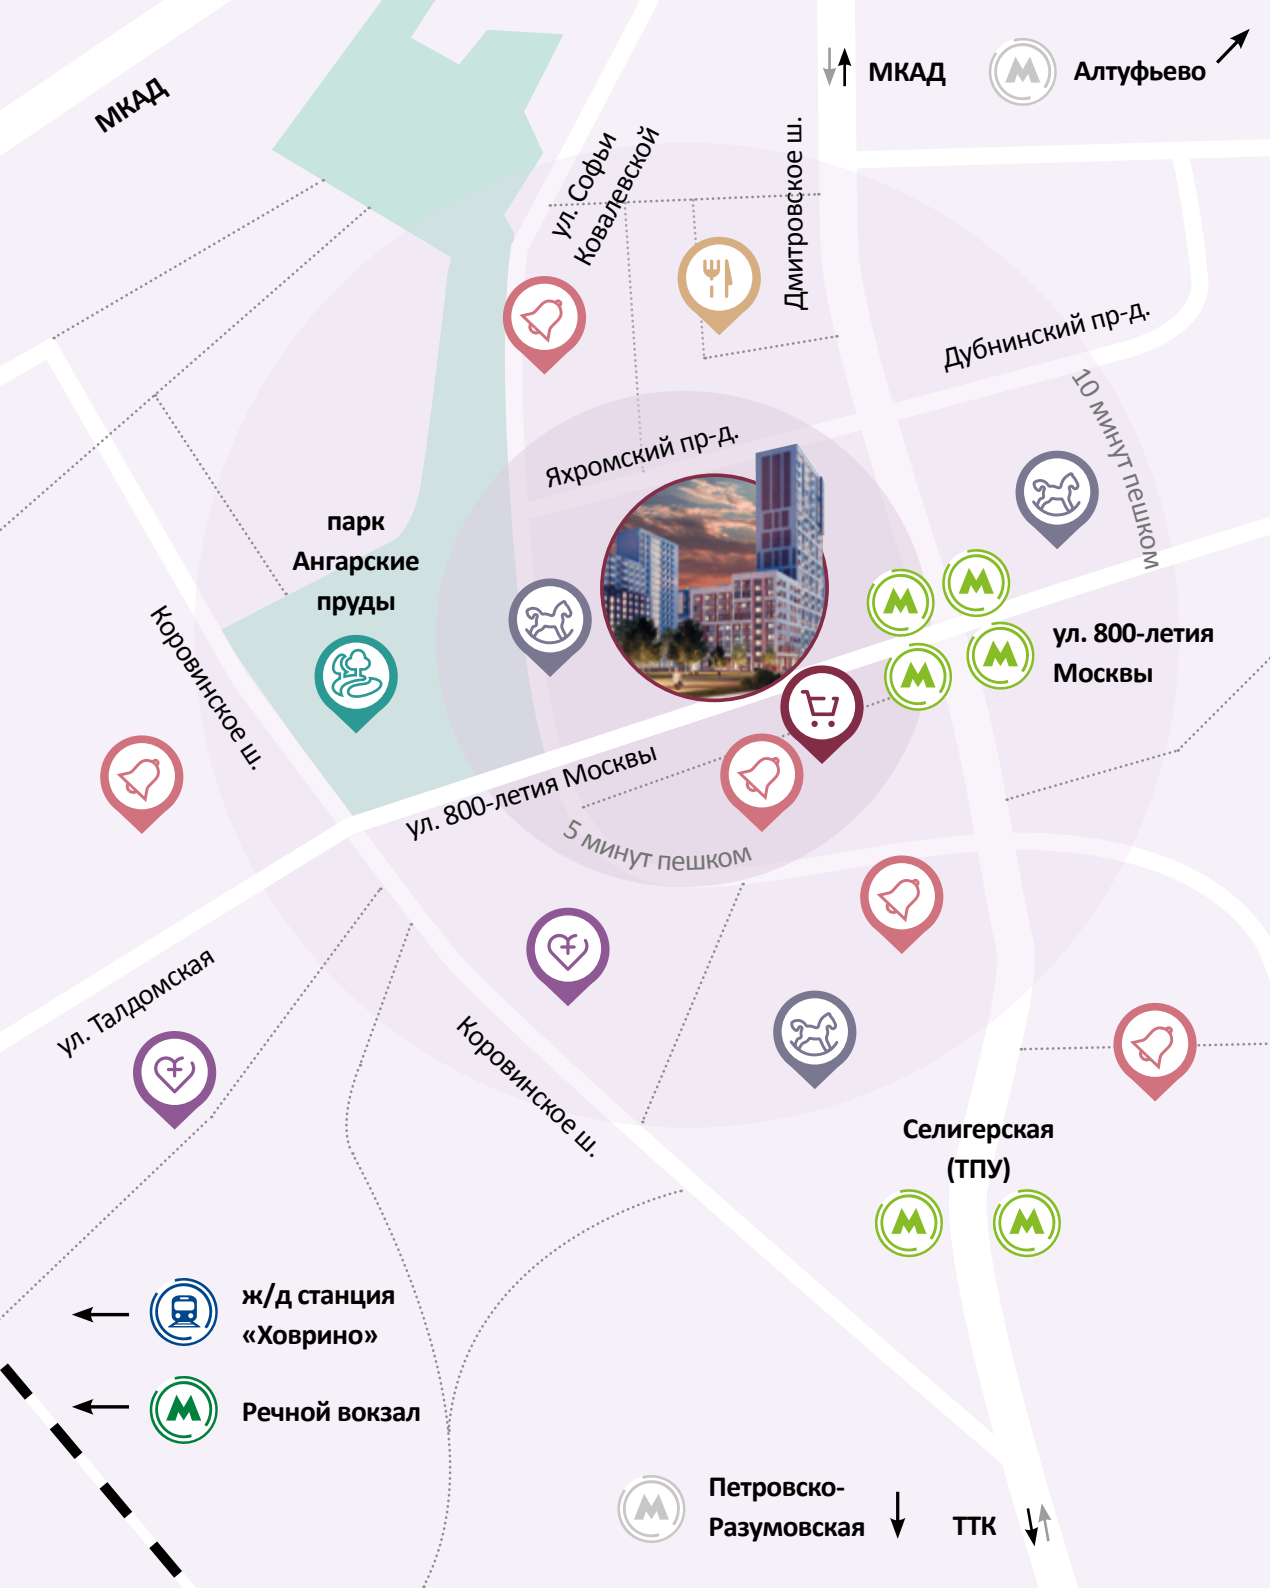 МКАД
МКАД
Алтуфьево
ул. Софьи
Ковалевской
Дмитровское ш.
Дубнинский пр-д.
10 минут пешком
Яхромский пр-д.
парк
Ангарские
пруды
Коровинское ш.
ул. 800-летия
Москвы
ул. 800-летия Москвы
5 минут пешком
ул. Талдомская
Коровинское ш.
Селигерская
(ТПУ)
ж/д станция
«Ховрино»
Речной вокзал
Петровско-
Разумовская
ТТК